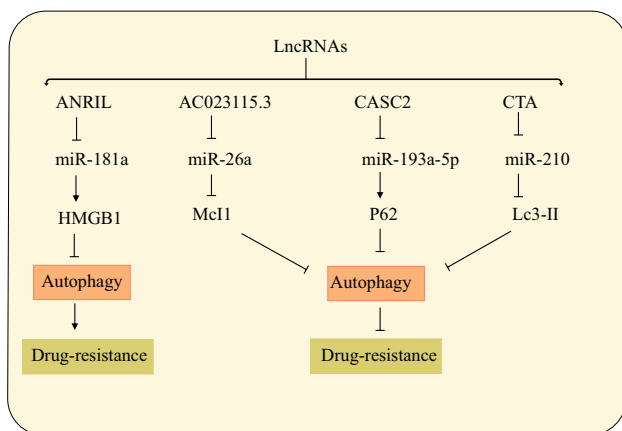 LncRNAs
ANRIL AC023115.3 CASC2 CTA
miR-181a miR-26a miR-193a-5p miR-210
HMGB1 McI1 P62 Lc3-II
Autophagy Autophagy
Drug-resistance Drug-resistance